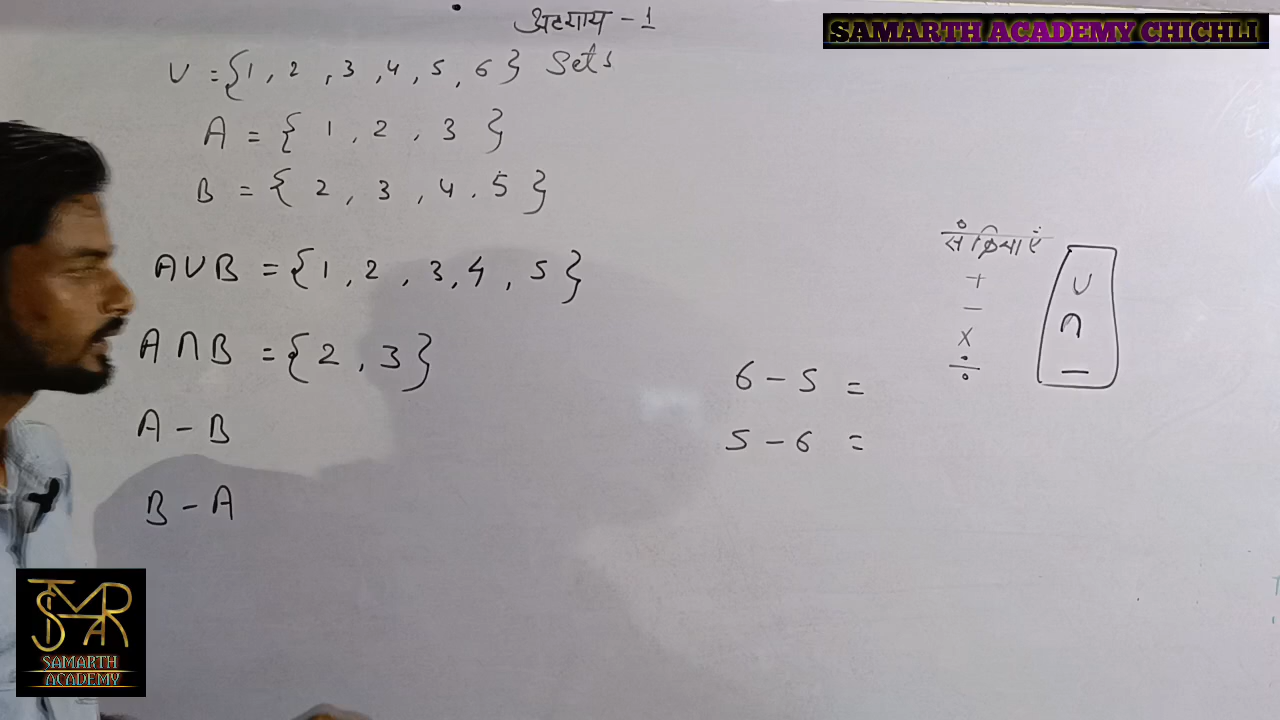 अध्याय - 1
SAMARTH ACADEMY CHICHLI
U = {1, 2, 3, 4, 5, 6} Sets
A = { 1, 2, 3 }
B = { 2, 3, 4, 5 }
A∪B = {1, 2, 3, 4, 5}
A∩B = {2, 3}
A - B
B - A
6 - 5 =
5 - 6 =
संक्रियाएं
+
-
×
÷
∪
∩
-
SAMARTH
ACADEMY